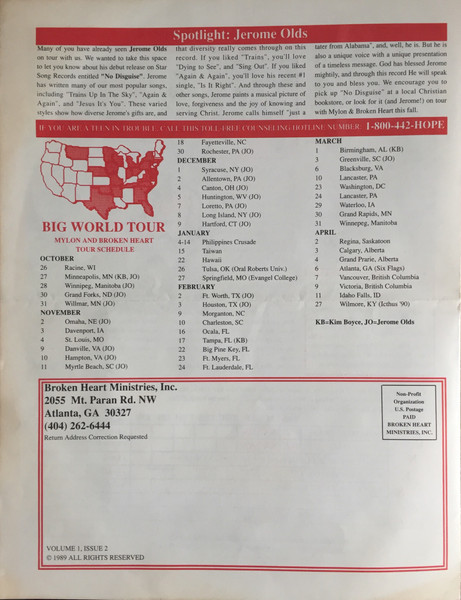 Spotlight: Jerome Olds
Many of you have already seen Jerome Olds
on tour with us. We wanted to take this space
to let you know about his debut release on Star
Song Records entitled "No Disguise". Jerome
has written many of our most popular songs,
including "Trains Up In The Sky", "Again &
Again", and "Jesus It's You". These varied
styles show how diverse Jerome's gifts are, and
that diversity really comes through on this
record. If you liked "Trains", you'll love
"Dying to See", and "Sing Out". If you liked
"Again & Again", you'll love his recent #1
single, "Is It Right". And through these and
other songs, Jerome paints a musical picture of
love, forgiveness and the joy of knowing and
serving Christ. Jerome calls himself "just a
tater from Alabama", and, well, he is. But he is
also a unique voice with a unique presentation
of a timeless message. God has blessed Jerome
mightily, and through this record He will speak
to you and bless you. We encourage you to
pick up "No Disguise" at a local Christian
bookstore, or look for it (and Jerome!) on tour
with Mylon & Broken Heart this fall.
IF YOU ARE A TEEN IN TROUBLE, CALL THIS TOLL-FREE COUNSELING HOTLINE NUMBER: 1-800-442-HOPE
BIG WORLD TOUR
MYLON AND BROKEN HEART
TOUR SCHEDULE
OCTOBER
26 Racine, WI
27 Minneapolis, MN (KB, JO)
28 Winnipeg, Manitoba (JO)
30 Grand Forks, ND (JO)
31 Willmar, MN (JO)
NOVEMBER
2 Omaha, NE (JO)
3 Davenport, IA
4 St. Louis, MO
9 Danville, VA (JO)
10 Hampton, VA (JO)
11 Myrtle Beach, SC (JO)
18 Fayetteville, NC
30 Rochester, PA (JO)
DECEMBER
1 Syracuse, NY (JO)
2 Allentown, PA (JO)
4 Canton, OH (JO)
5 Huntington, WV (JO)
7 Loretto, PA (JO)
8 Long Island, NY (JO)
9 Hartford, CT (JO)
JANUARY
4-14 Philippines Crusade
15 Taiwan
22 Hawaii
26 Tulsa, OK (Oral Roberts Univ.)
27 Springfield, MO (Evangel College)
FEBRUARY
2 Ft. Worth, TX (JO)
3 Houston, TX (JO)
9 Morganton, NC
10 Charleston, SC
16 Ocala, FL
17 Tampa, FL (KB)
22 Big Pine Key, FL
23 Ft. Myers, FL
24 Ft. Lauderdale, FL
MARCH
1 Birmingham, AL (KB)
3 Greenville, SC (JO)
6 Blacksburg, VA
10 Lancaster, PA
23 Washington, DC
24 Lancaster, PA
29 Waterloo, IA
30 Grand Rapids, MN
31 Winnepeg, Manitoba
APRIL
2 Regina, Saskatoon
3 Calgary, Alberta
4 Grand Prarie, Alberta
6 Atlanta, GA (Six Flags)
7 Vancouver, British Columbia
9 Victoria, British Columbia
11 Idaho Falls, ID
27 Wilmore, KY (Icthus '90)
KB=Kim Boyce, JO=Jerome Olds
Broken Heart Ministries, Inc.
2055 Mt. Paran Rd. NW
Atlanta, GA 30327
(404) 262-6444
Return Address Correction Requested
Non-Profit
Organization
U.S. Postage
PAID
BROKEN HEART
MINISTRIES, INC.
VOLUME 1, ISSUE 2
© 1989 ALL RIGHTS RESERVED